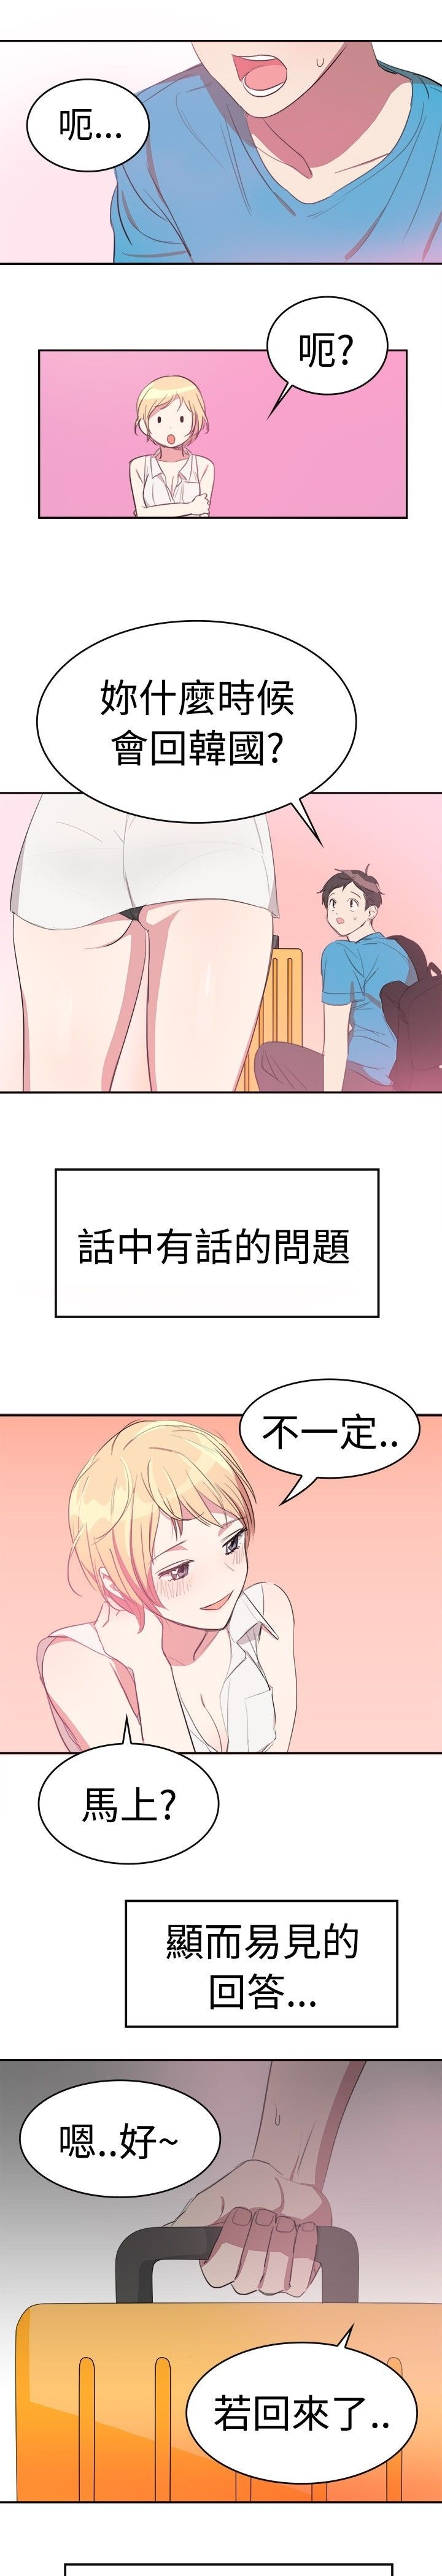 呃...
呃?
妳什麼時候
會回韓國?
話中有話的問題
不一定..
馬上?
顯而易見的
回答...
嗯..好~
若回來了..